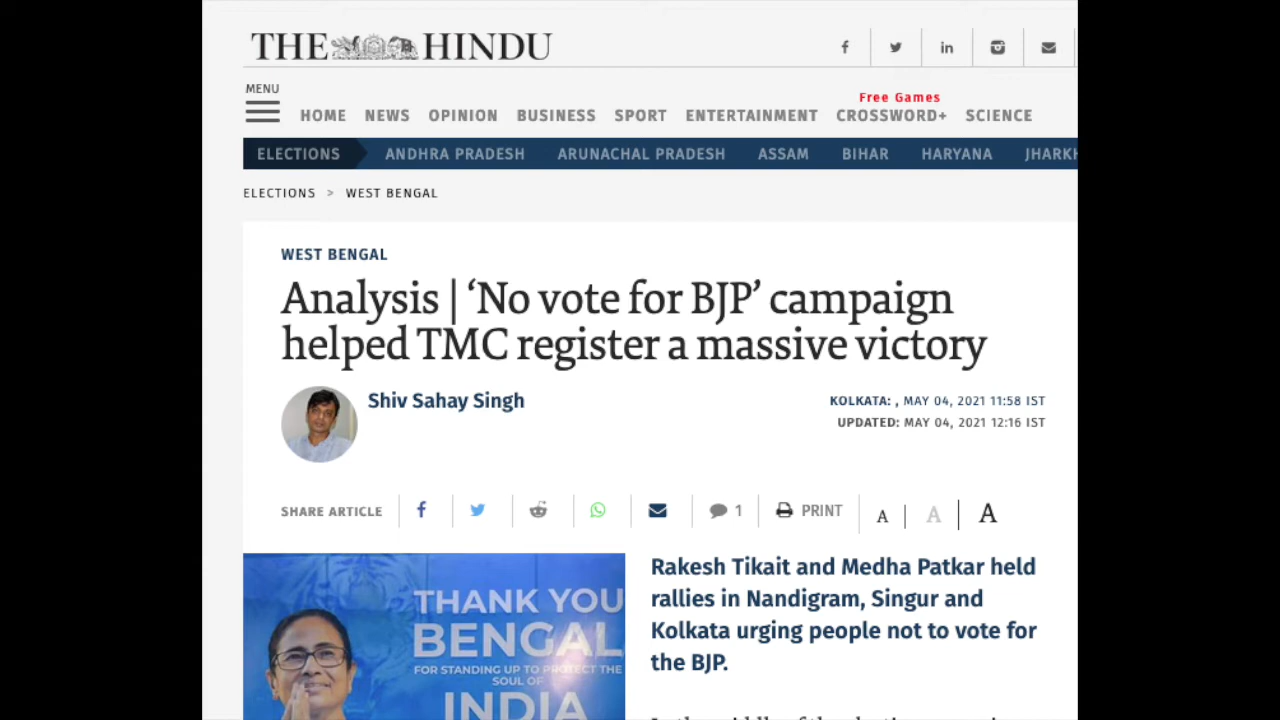 THE HINDU
MENU
Free Games
HOME NEWS OPINION BUSINESS SPORT ENTERTAINMENT CROSSWORD+ SCIENCE
ELECTIONS ANDHRA PRADESH ARUNACHAL PRADESH ASSAM BIHAR HARYANA
ELECTIONS > WEST BENGAL
WEST BENGAL
Analysis | ‘No vote for BJP’ campaign
helped TMC register a massive victory
Shiv Sahay Singh
KOLKATA: , MAY 04, 2021 11:58 IST
UPDATED: MAY 04, 2021 12:16 IST
SHARE ARTICLE 1 PRINT A A A
THANK YOU
BENGAL
FOR STANDING UP TO PROTECT THE
SOUL OF
INDIA
Rakesh Tikait and Medha Patkar held
rallies in Nandigram, Singur and
Kolkata urging people not to vote for
the BJP.